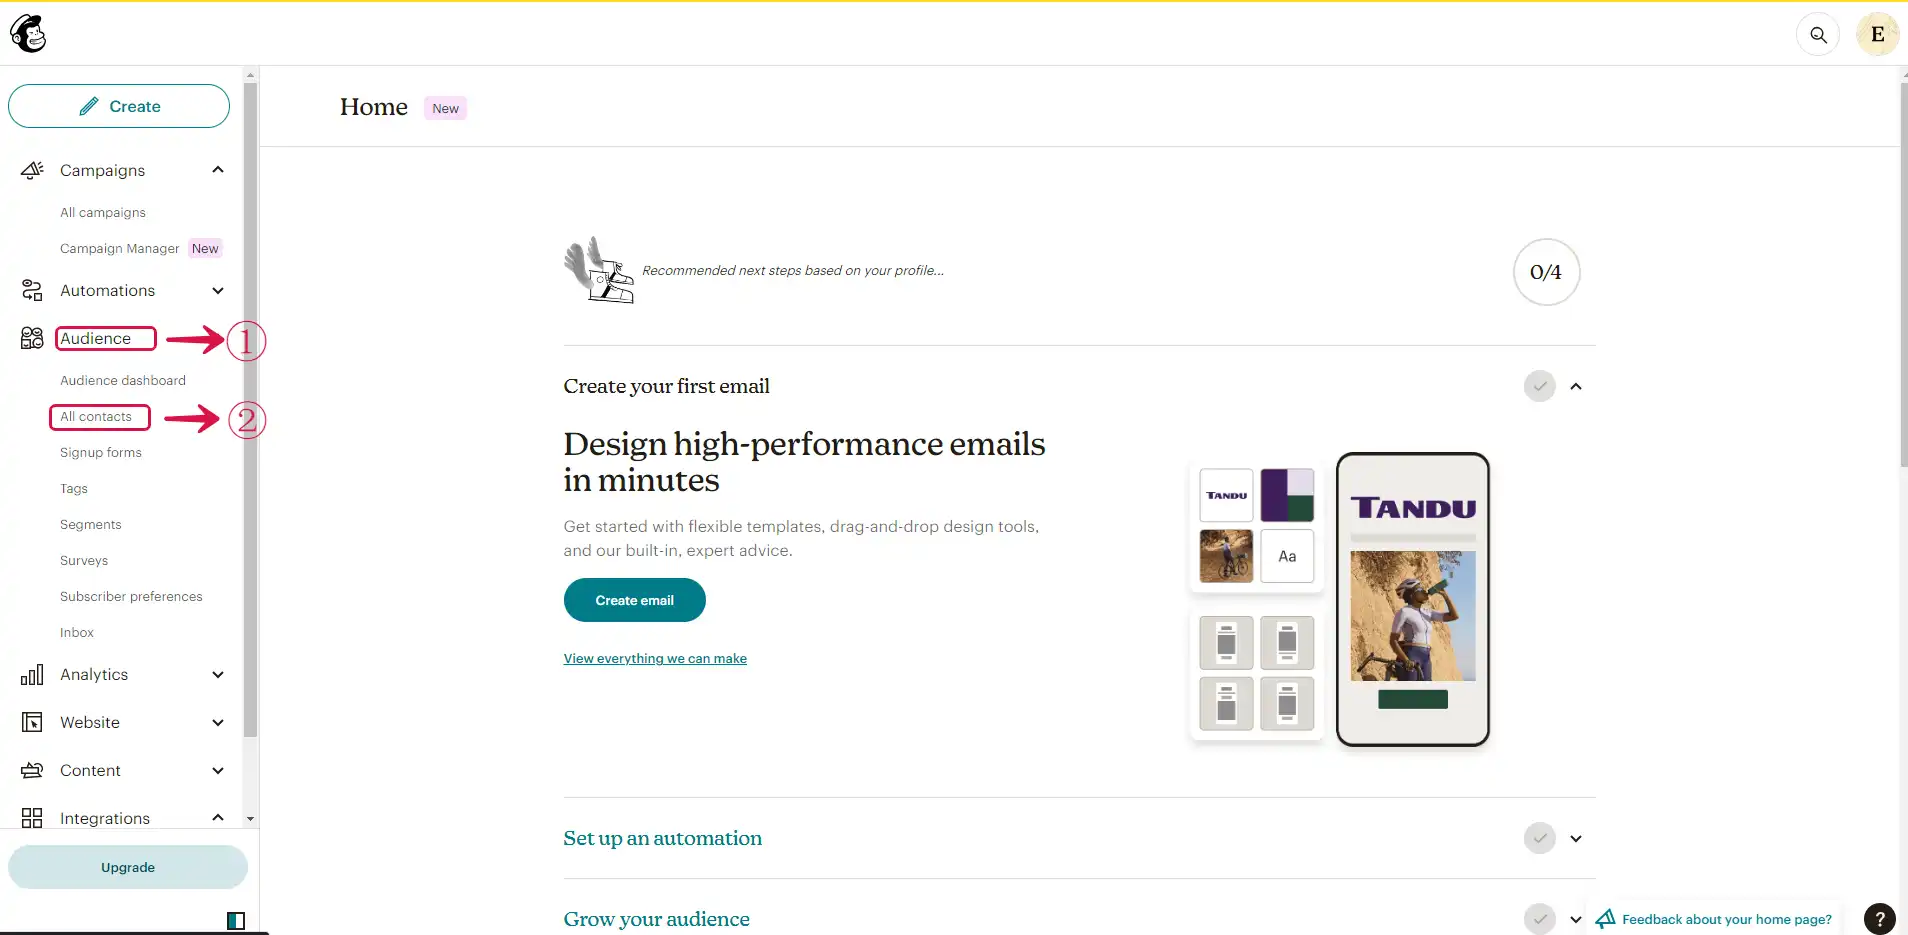 E
Create
Home New
Campaigns
All campaigns
Campaign Manager New
Automations
Audience 1
Audience dashboard
All contacts 2
Signup forms
Tags
Segments
Surveys
Subscriber preferences
Inbox
Analytics
Website
Content
Integrations
Upgrade
Recommended next steps based on your profile...
0/4
Create your first email
Design high-performance emails
in minutes
Get started with flexible templates, drag-and-drop design tools,
and our built-in, expert advice.
Create email
View everything we can make
TANDU
Aa
TANDU
Set up an automation
Grow your audience
Feedback about your home page?
?